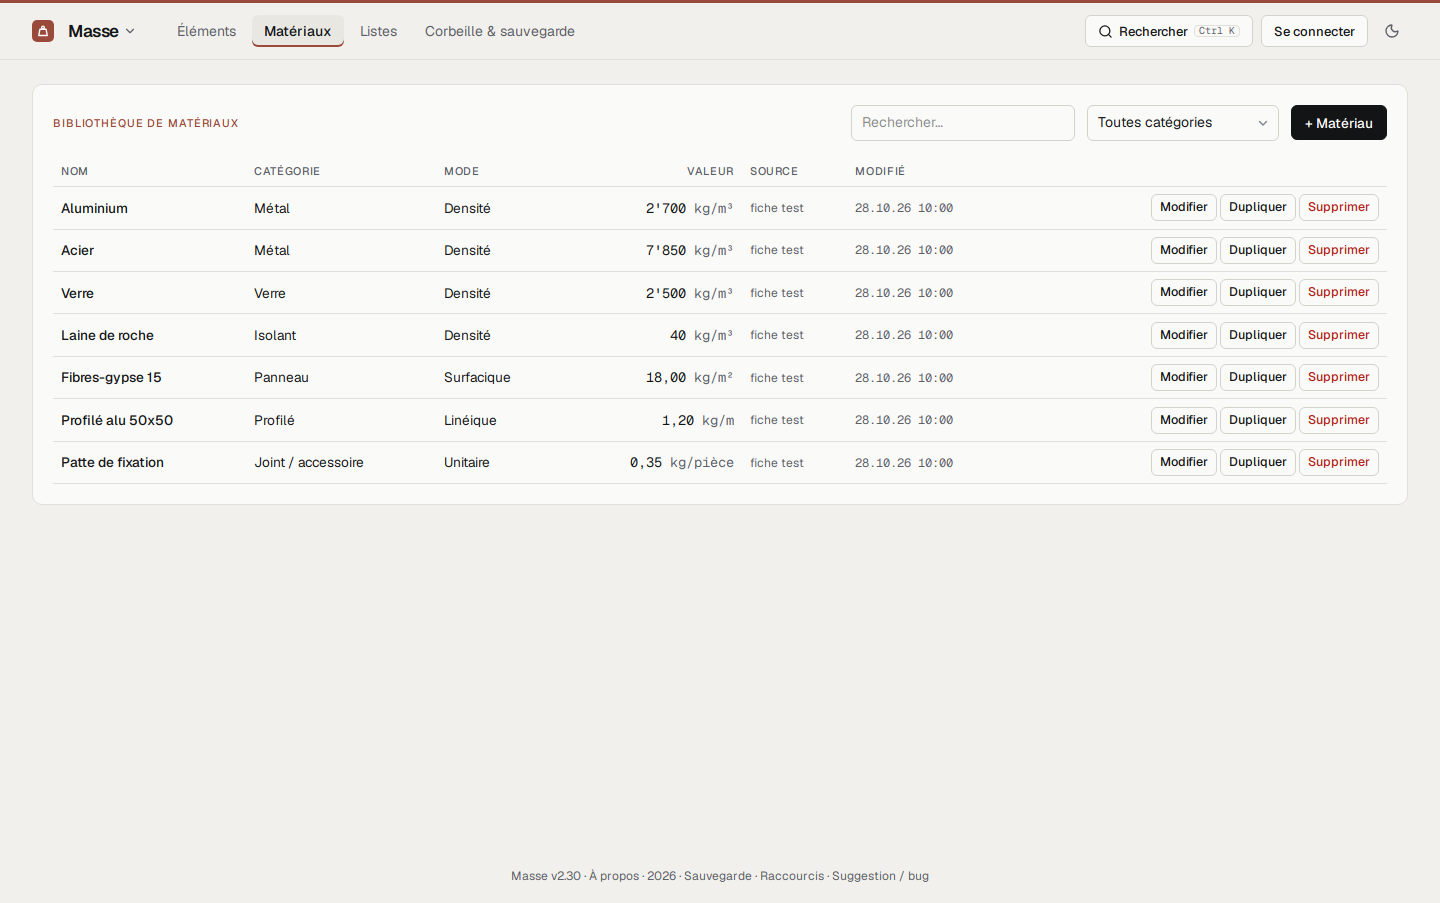 Masse Éléments Matériaux Listes Corbeille & sauvegarde Rechercher Ctrl K Se connecter
BIBLIOTHÈQUE DE MATÉRIAUX Rechercher... Toutes catégories + Matériau
NOM CATÉGORIE MODE VALEUR SOURCE MODIFIÉ
Aluminium Métal Densité 2'700 kg/m³ fiche test 28.10.26 10:00 Modifier Dupliquer Supprimer
Acier Métal Densité 7'850 kg/m³ fiche test 28.10.26 10:00 Modifier Dupliquer Supprimer
Verre Verre Densité 2'500 kg/m³ fiche test 28.10.26 10:00 Modifier Dupliquer Supprimer
Laine de roche Isolant Densité 40 kg/m³ fiche test 28.10.26 10:00 Modifier Dupliquer Supprimer
Fibres-gypse 15 Panneau Surfacique 18,00 kg/m² fiche test 28.10.26 10:00 Modifier Dupliquer Supprimer
Profilé alu 50x50 Profilé Linéique 1,20 kg/m fiche test 28.10.26 10:00 Modifier Dupliquer Supprimer
Patte de fixation Joint / accessoire Unitaire 0,35 kg/pièce fiche test 28.10.26 10:00 Modifier Dupliquer Supprimer
Masse v2.30 · À propos · 2026 · Sauvegarde · Raccourcis · Suggestion / bug